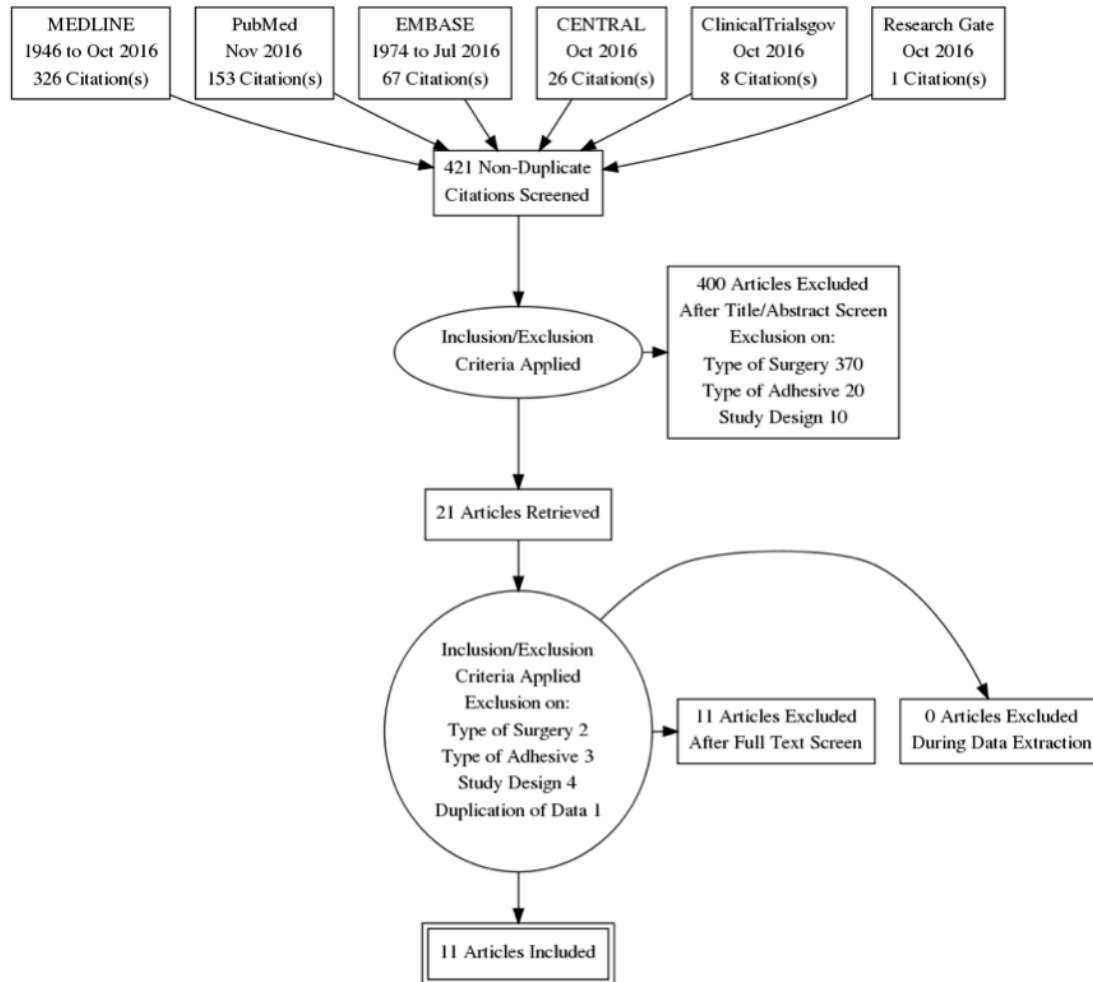 MEDLINE
1946 to Oct 2016
326 Citation(s)
PubMed
Nov 2016
153 Citation(s)
EMBASE
1974 to Jul 2016
67 Citation(s)
CENTRAL
Oct 2016
26 Citation(s)
ClinicalTrialsgov
Oct 2016
8 Citation(s)
Research Gate
Oct 2016
1 Citation(s)
421 Non-Duplicate
Citations Screened
Inclusion/Exclusion
Criteria Applied
400 Articles Excluded
After Title/Abstract Screen
Exclusion on:
Type of Surgery 370
Type of Adhesive 20
Study Design 10
21 Articles Retrieved
Inclusion/Exclusion
Criteria Applied
Exclusion on:
Type of Surgery 2
Type of Adhesive 3
Study Design 4
Duplication of Data 1
11 Articles Excluded
After Full Text Screen
0 Articles Excluded
During Data Extraction
11 Articles Included